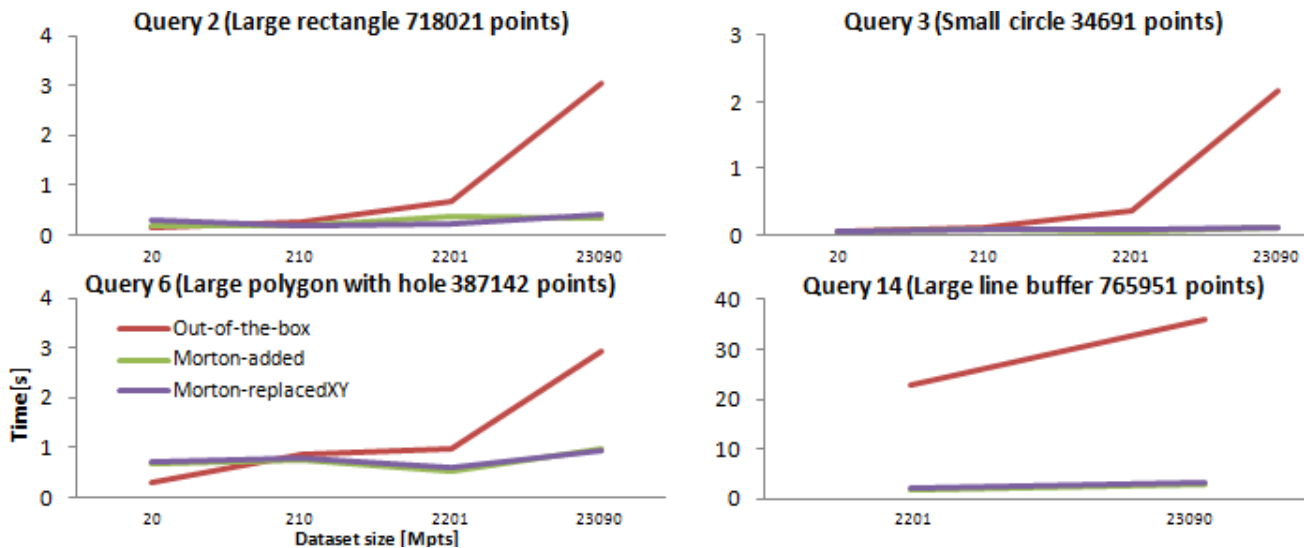 Query 2 (Large rectangle 718021 points)
4
3
2
1
0
20 210 2201 23090
Query 3 (Small circle 34691 points)
3
2
1
0
20 210 2201 23090
Query 6 (Large polygon with hole 387142 points)
4
3
2
1
0
Out-of-the-box
Morton-added
Morton-replacedXY
Time[s]
20 210 2201 23090
Dataset size [Mpts]
Query 14 (Large line buffer 765951 points)
40
30
20
10
0
2201 23090